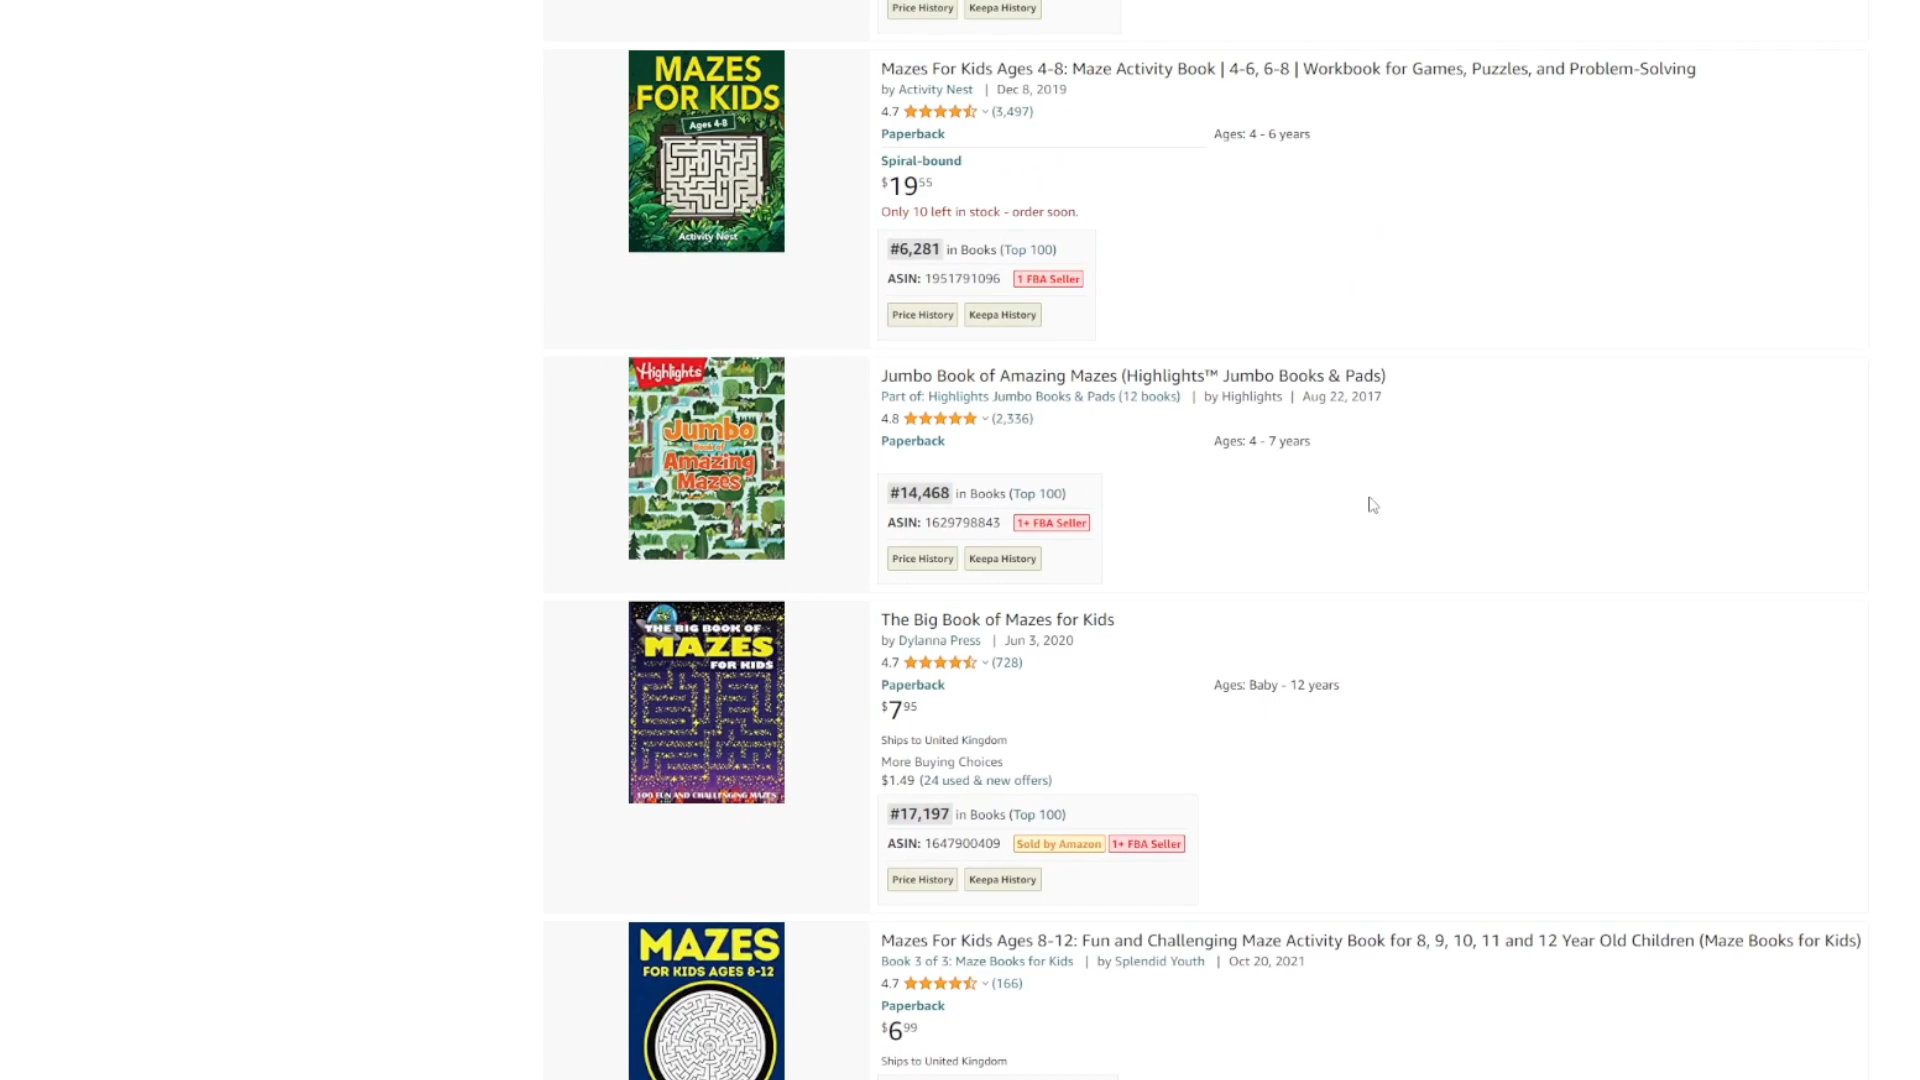 Price History Keepa History
MAZES
FOR KIDS
Ages 4-8
Activity Nest
Mazes For Kids Ages 4-8: Maze Activity Book | 4-6, 6-8 | Workbook for Games, Puzzles, and Problem-Solving
by Activity Nest | Dec 8, 2019
4.7 (3,497)
Paperback
Ages: 4 - 6 years
Spiral-bound
$1955
Only 10 left in stock - order soon.
#6,281 in Books (Top 100)
ASIN: 1951791096 1 FBA Seller
Price History Keepa History
Highlights
Jumbo
Book of
Amazing
Mazes
Jumbo Book of Amazing Mazes (Highlights™ Jumbo Books & Pads)
Part of: Highlights Jumbo Books & Pads (12 books) | by Highlights | Aug 22, 2017
4.8 (2,336)
Paperback
Ages: 4 - 7 years
#14,468 in Books (Top 100)
ASIN: 1629798843 1+ FBA Seller
Price History Keepa History
THE BIG BOOK OF
MAZES
FOR KIDS
100 FUN AND CHALLENGING MAZES
The Big Book of Mazes for Kids
by Dylanna Press | Jun 3, 2020
4.7 (728)
Paperback
Ages: Baby - 12 years
$795
Ships to United Kingdom
More Buying Choices
$1.49 (24 used & new offers)
#17,197 in Books (Top 100)
ASIN: 1647900409 Sold by Amazon 1+ FBA Seller
Price History Keepa History
MAZES
FOR KIDS AGES 8-12
Mazes For Kids Ages 8-12: Fun and Challenging Maze Activity Book for 8, 9, 10, 11 and 12 Year Old Children (Maze Books for Kids)
Book 3 of 3: Maze Books for Kids | by Splendid Youth | Oct 20, 2021
4.7 (166)
Paperback
$699
Ships to United Kingdom